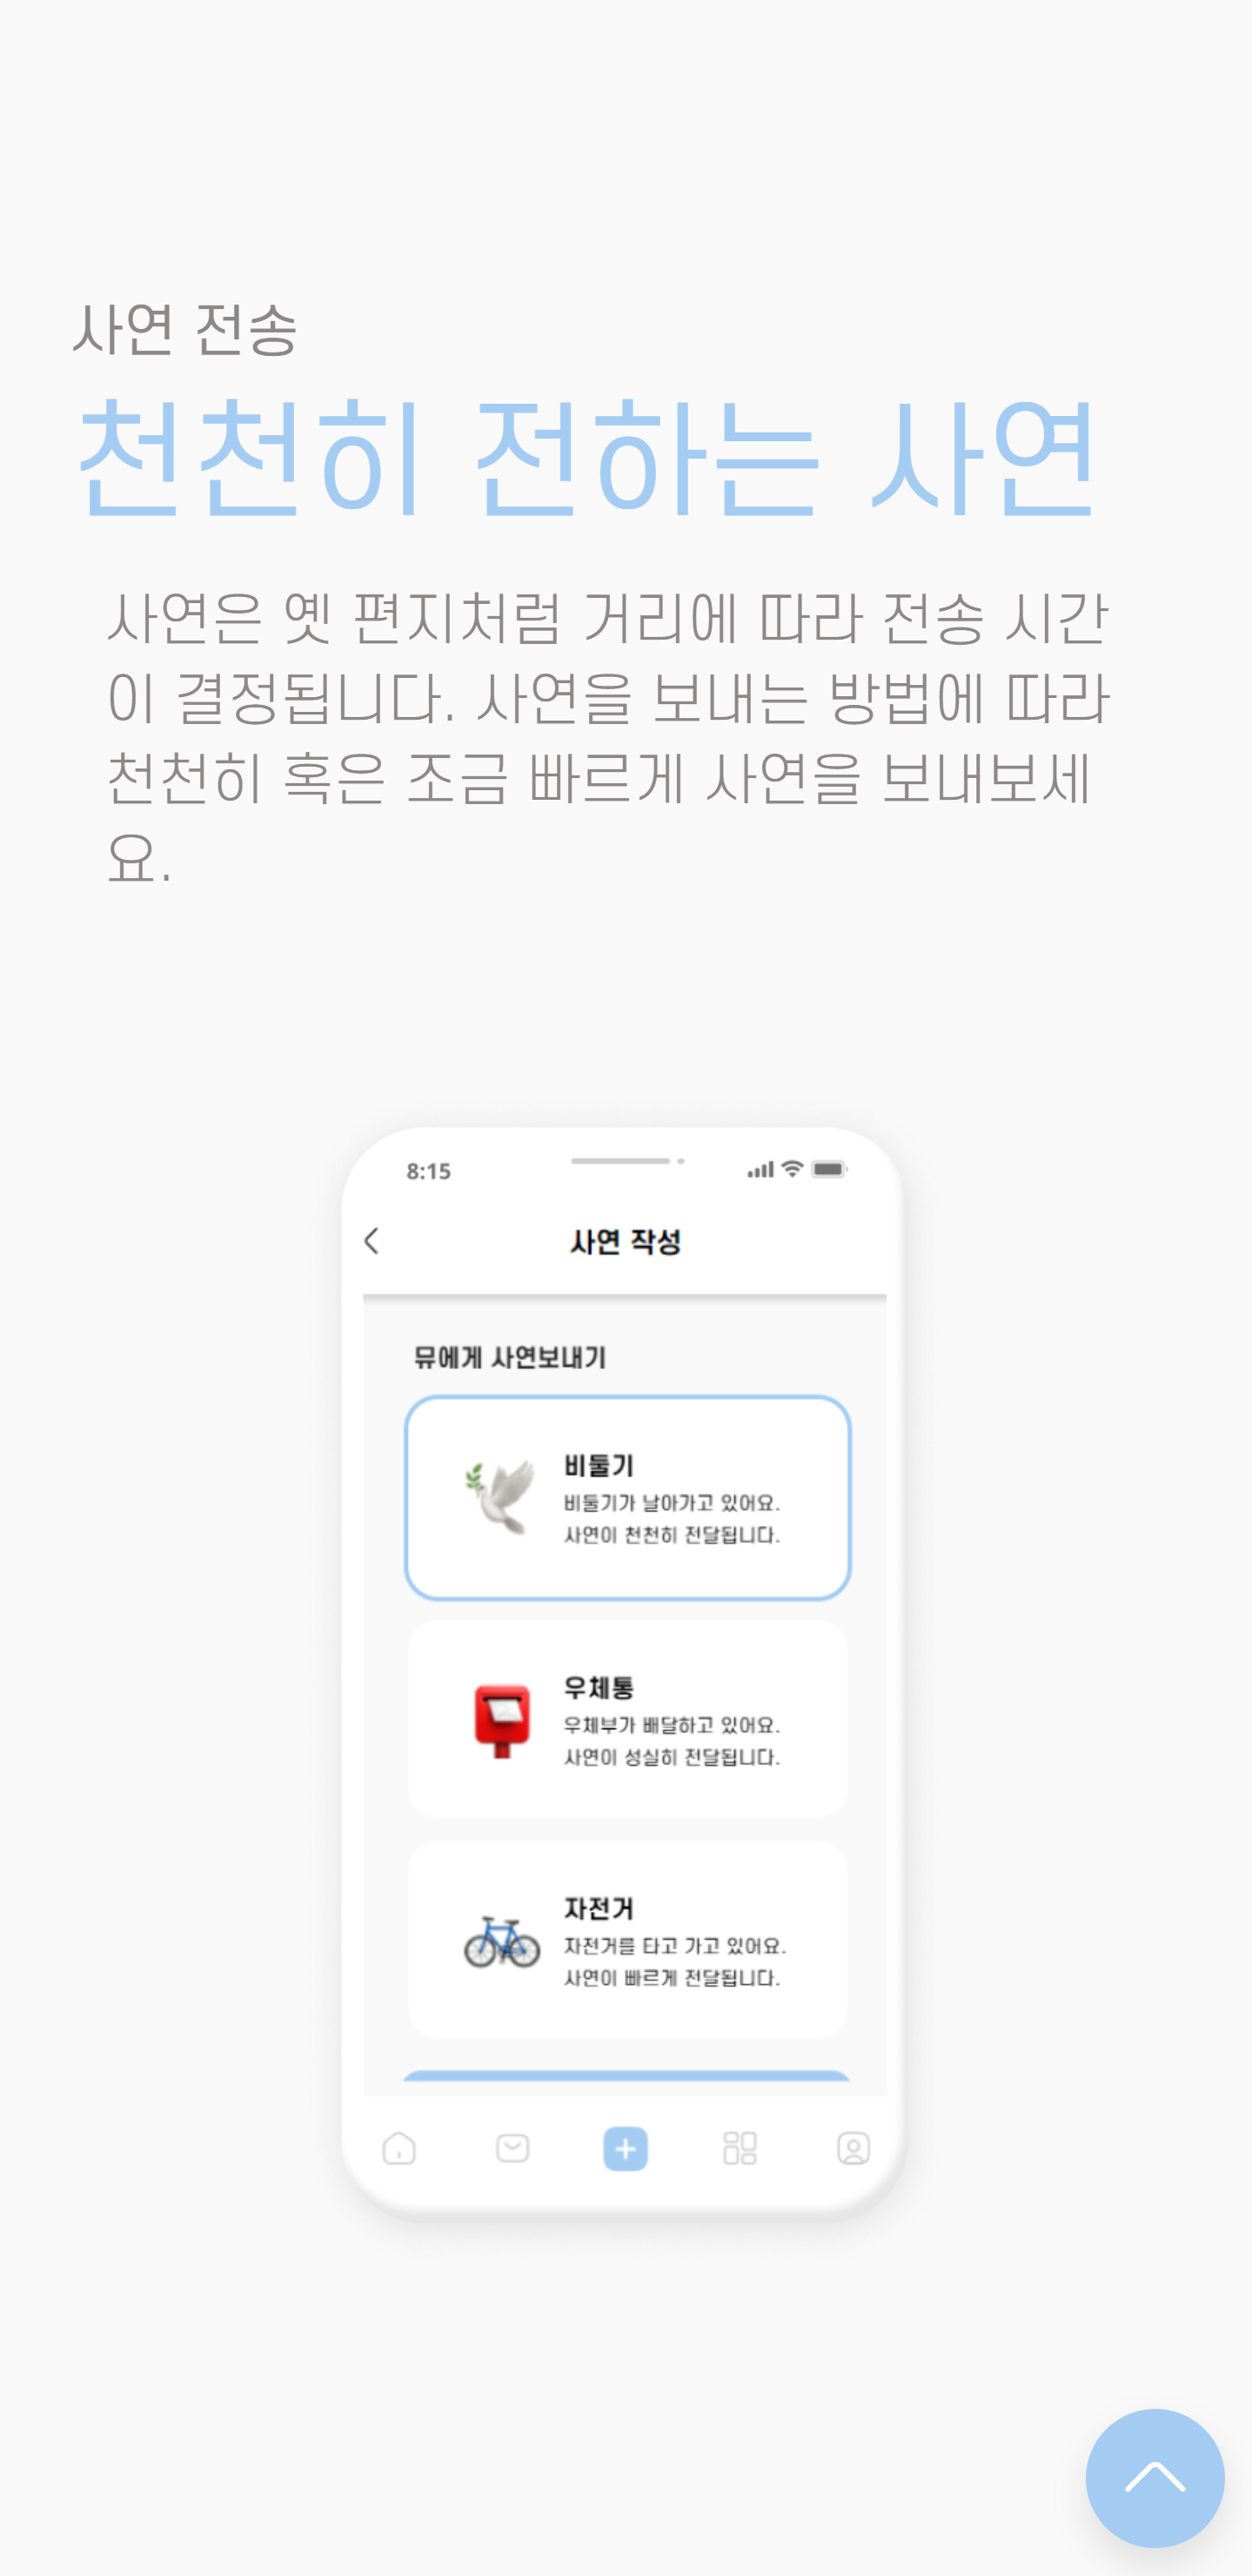 사연 전송
천천히 전하는 사연
사연은 옛 편지처럼 거리에 따라 전송 시간
이 결정됩니다. 사연을 보내는 방법에 따라
천천히 혹은 조금 빠르게 사연을 보내보세
요.
8:15
사연 작성
뮤에게 사연보내기
비둘기
비둘기가 날아가고 있어요.
사연이 천천히 전달됩니다.
우체통
우체부가 배달하고 있어요.
사연이 성실히 전달됩니다.
자전거
자전거를 타고 가고 있어요.
사연이 빠르게 전달됩니다.